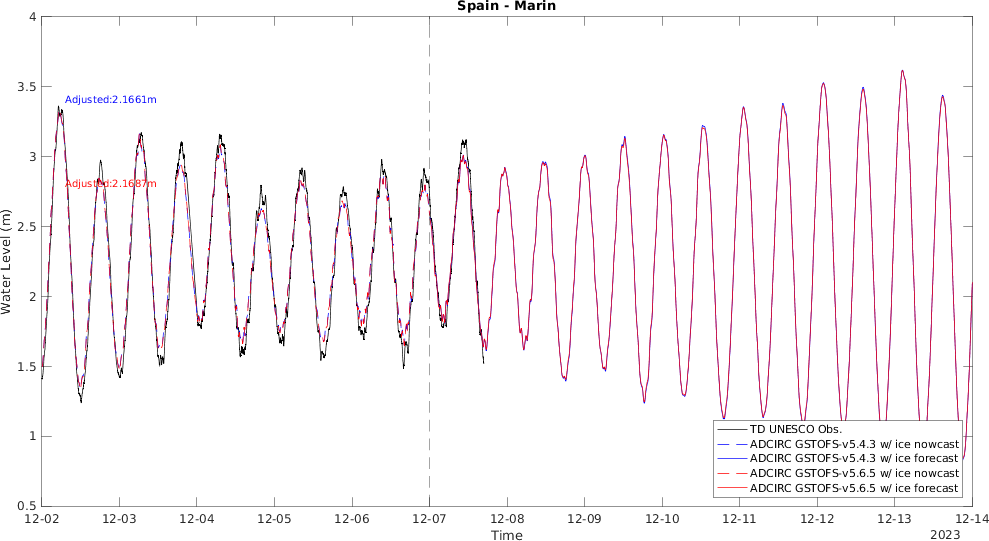 Spain - Marin
4
3.5
3
2.5
2
1.5
1
0.5
Water Level (m)
Adjusted:2.1661m
Adjusted:2.1687m
TD UNESCO Obs.
ADCIRC GSTOFS-v5.4.3 w/ ice nowcast
ADCIRC GSTOFS-v5.4.3 w/ ice forecast
ADCIRC GSTOFS-v5.6.5 w/ ice nowcast
ADCIRC GSTOFS-v5.6.5 w/ ice forecast
12-02 12-03 12-04 12-05 12-06 12-07 12-08 12-09 12-10 12-11 12-12 12-13 12-14
Time
2023